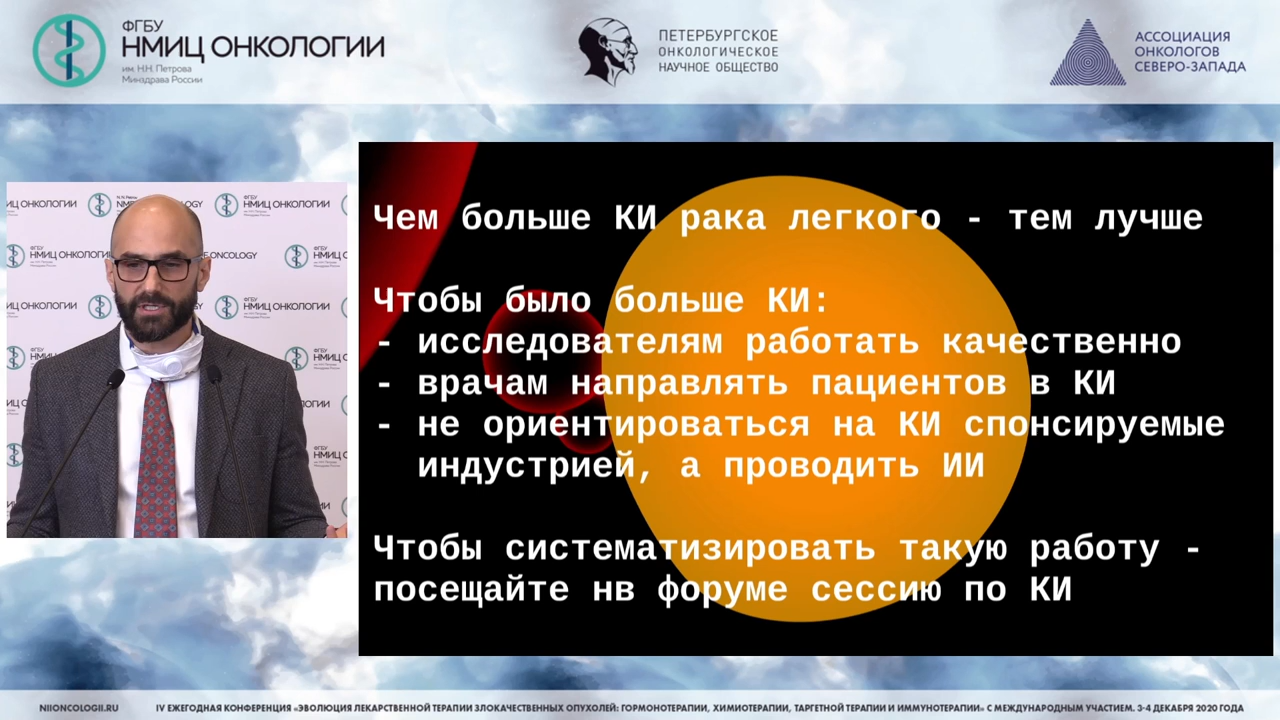 ФГБУ
НМИЦ ОНКОЛОГИИ
им. Н.Н. Петрова
Минздрава России
ПЕТЕРБУРГСКОЕ
ОНКОЛОГИЧЕСКОЕ
НАУЧНОЕ ОБЩЕСТВО
АССОЦИАЦИЯ
ОНКОЛОГОВ
СЕВЕРО-ЗАПАДА
Чем больше КИ рака легкого - тем лучше
Чтобы было больше КИ:
- исследователям работать качественно
- врачам направлять пациентов в КИ
- не ориентироваться на КИ спонсируемые
индустрией, а проводить ИИ
Чтобы систематизировать такую работу -
посещайте нв форуме сессию по КИ
ФГБУ
НМИЦ ОНКОЛОГИИ
NIIONCOLOGII.RU
IV ЕЖЕГОДНАЯ КОНФЕРЕНЦИЯ «ЭВОЛЮЦИЯ ЛЕКАРСТВЕННОЙ ТЕРАПИИ ЗЛОКАЧЕСТВЕННЫХ ОПУХОЛЕЙ: ГОРМОНОТЕРАПИИ, ХИМИОТЕРАПИИ, ТАРГЕТНОЙ ТЕРАПИИ И ИММУНОТЕРАПИИ» С МЕЖДУНАРОДНЫМ УЧАСТИЕМ. 3-4 ДЕКАБРЯ 2020 ГОДА